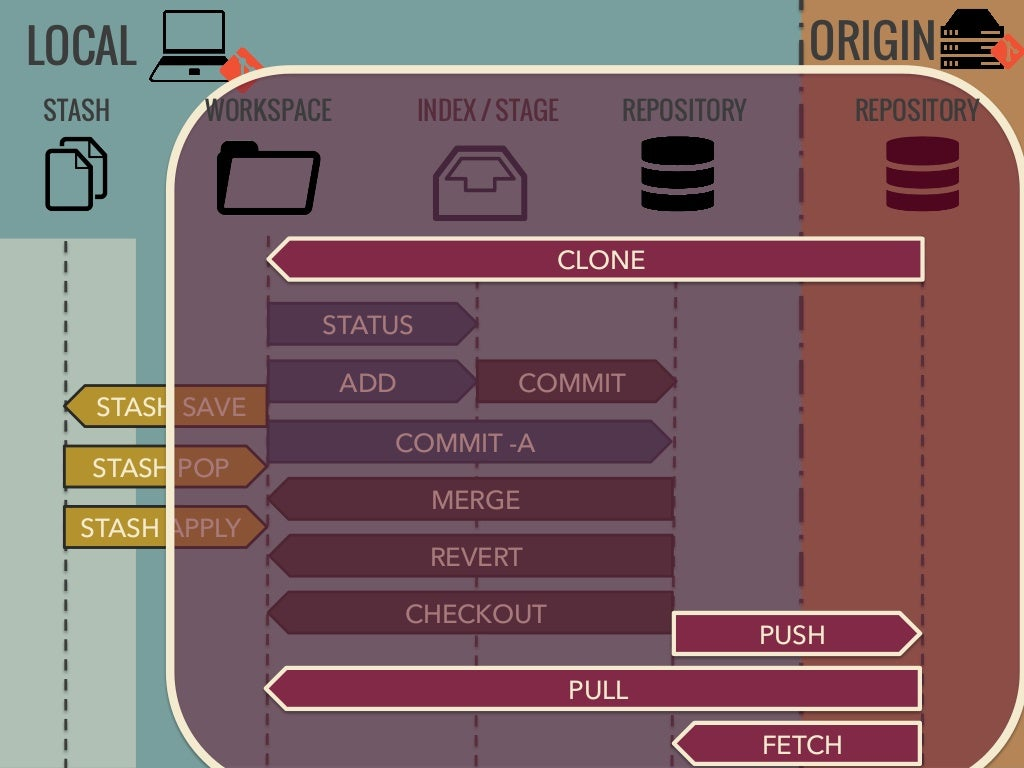 LOCAL
ORIGIN
STASH
WORKSPACE
INDEX / STAGE
REPOSITORY
REPOSITORY
CLONE
STATUS
ADD
COMMIT
STASH SAVE
COMMIT -A
STASH POP
MERGE
STASH APPLY
REVERT
CHECKOUT
PUSH
PULL
FETCH